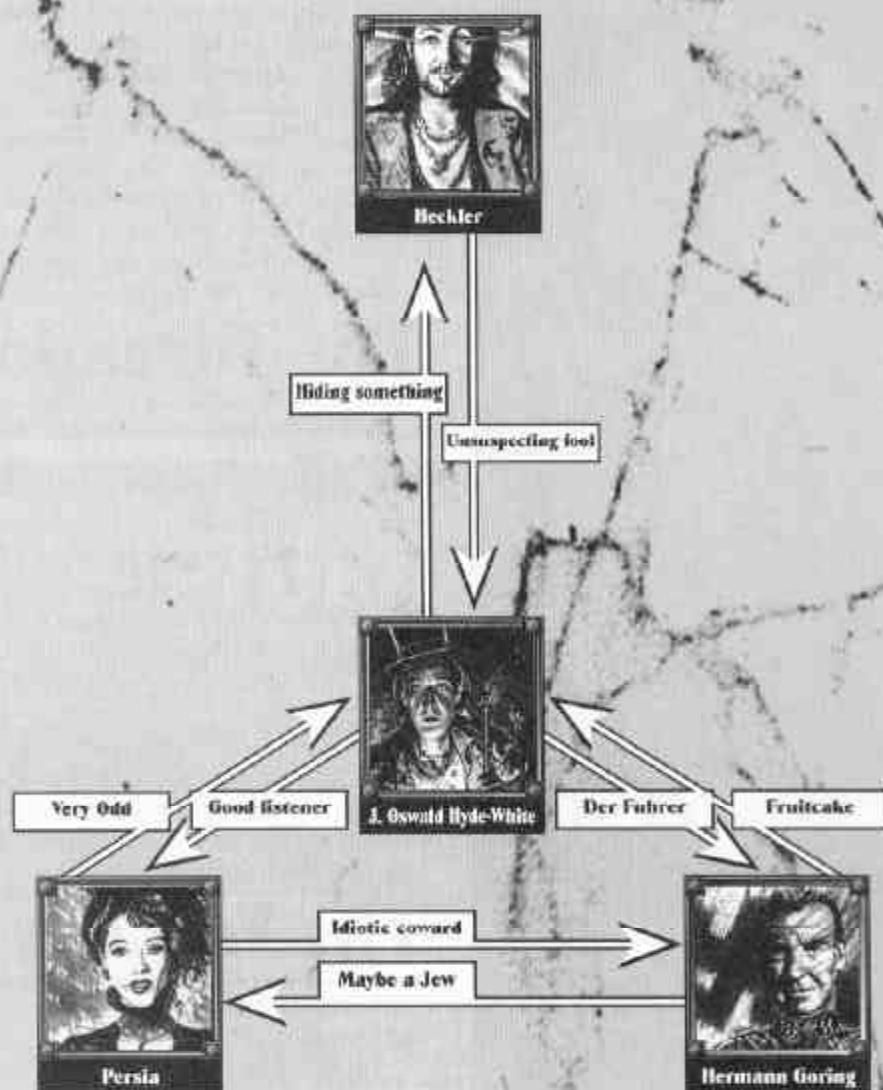 Heckler
Hiding something
Unsuspecting fool
J. Oswald Hyde-White
Very Odd
Good listener
Der Fuhrer
Fruitcake
Idiotic coward
Maybe a Jew
Persia
Hermann Goring